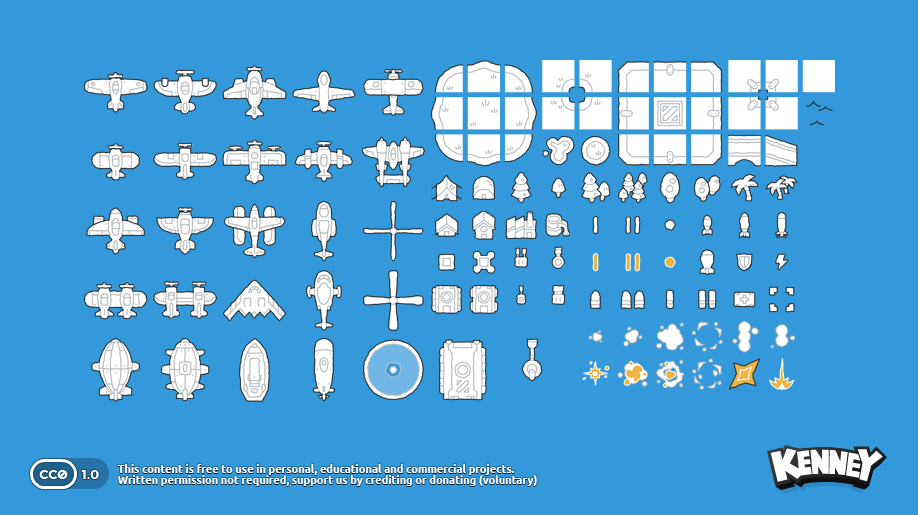 CC0 1.0
This content is free to use in personal, educational and commercial projects.
Written permission not required, support us by crediting or donating (voluntary)
KENNEY